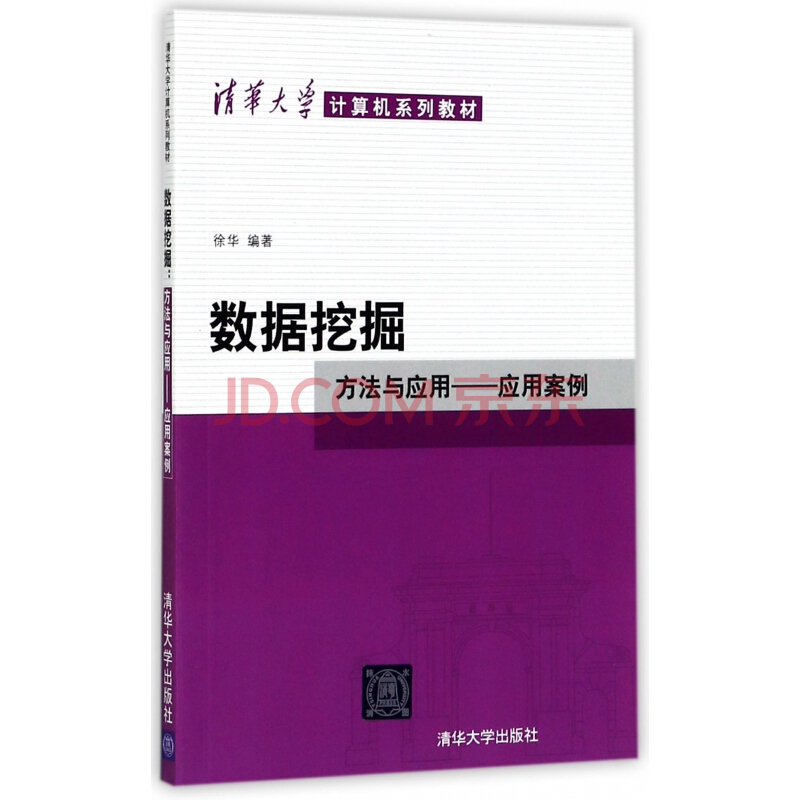 清华大学计算机系列教材
数据挖掘:方法与应用——应用案例
清华大学出版社
清華大学 计算机系列教材
徐华 编著
数据挖掘
方法与应用——应用案例
JD.COM 京东
清华大学出版社